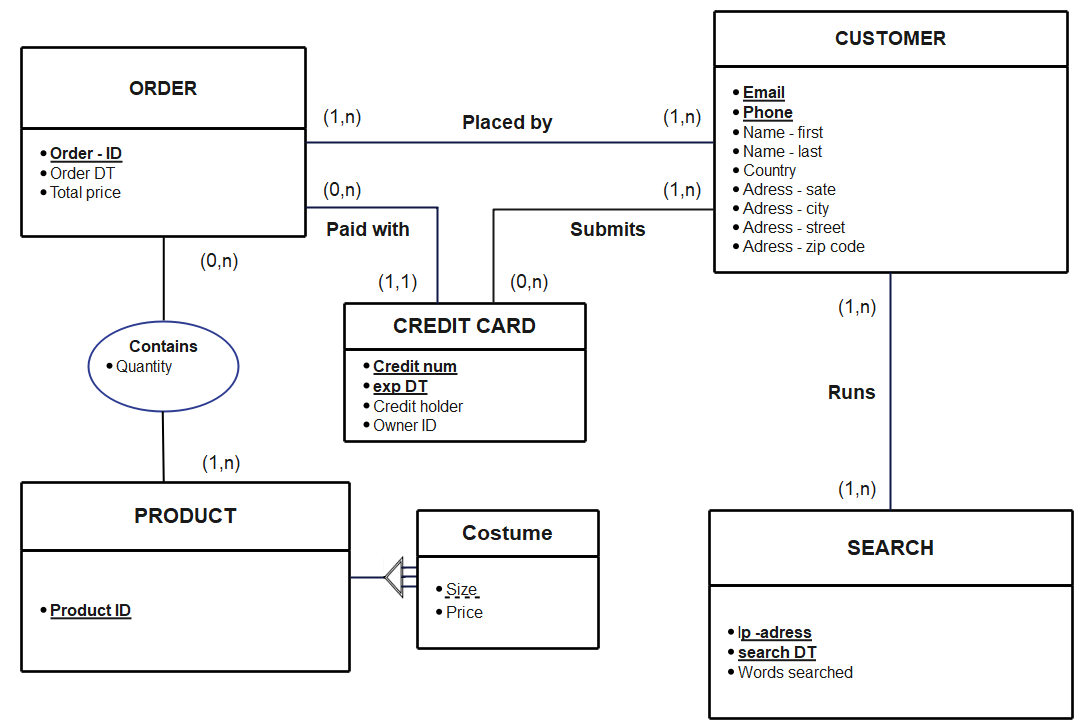 ORDER
• Order - ID
• Order DT
• Total price
(1,n)
Placed by
(1,n)
CUSTOMER
• Email
• Phone
• Name - first
• Name - last
• Country
• Adress - sate
• Adress - city
• Adress - street
• Adress - zip code
(0,n)
Paid with
(1,1)
(1,n)
Submits
(0,n)
CREDIT CARD
• Credit num
• exp DT
• Credit holder
• Owner ID
(0,n)
Contains
• Quantity
(1,n)
(1,n)
Runs
(1,n)
PRODUCT
• Product ID
Costume
• Size
• Price
SEARCH
• Ip -adress
• search DT
• Words searched